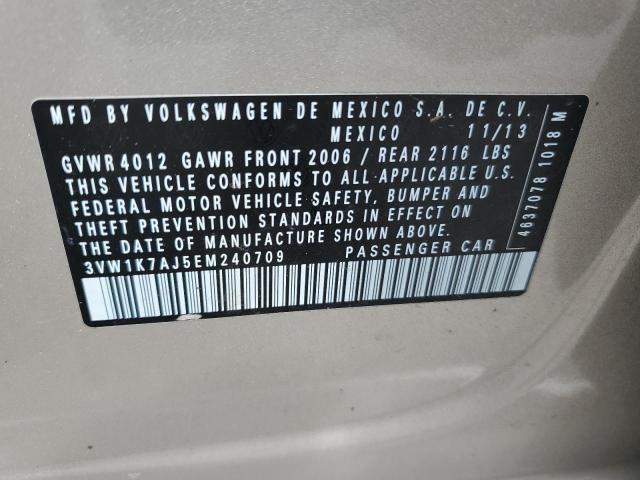 MFD BY VOLKSWAGEN DE MEXICO S.A. DE C.V.
MEXICO 11/13
GVWR 4012 GAWR FRONT 2006 / REAR 2116 LBS
THIS VEHICLE CONFORMS TO ALL APPLICABLE U.S.
FEDERAL MOTOR VEHICLE SAFETY, BUMPER AND
THEFT PREVENTION STANDARDS IN EFFECT ON
THE DATE OF MANUFACTURE SHOWN ABOVE.
3VW1K7AJ5EM240709 PASSENGER CAR
4637078 1018 M